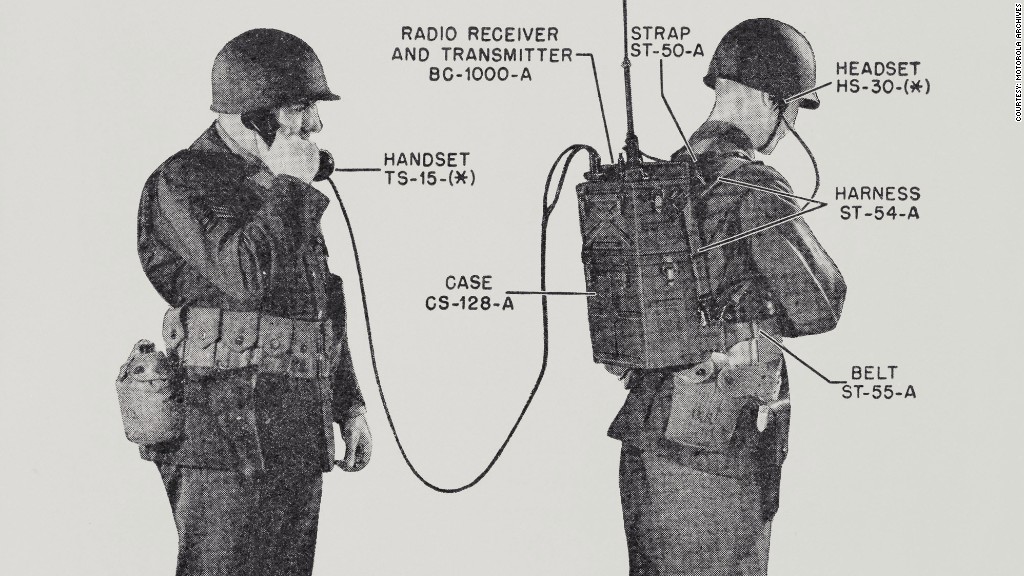 RADIO RECEIVER
AND TRANSMITTER
BC-1000-A
STRAP
ST-50-A
HEADSET
HS-30-(*)
HANDSET
TS-15-(*)
HARNESS
ST-54-A
CASE
CS-128-A
BELT
ST-55-A
COURTESY: MOTOROLA ARCHIVES